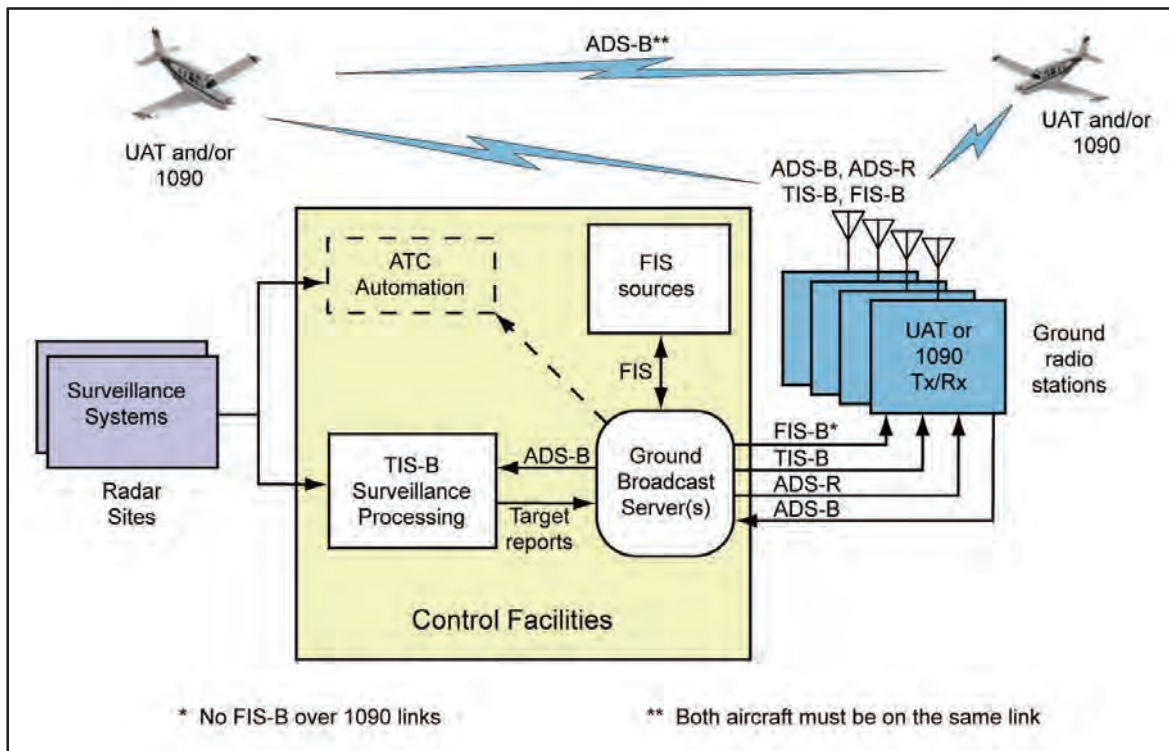 ADS-B**
UAT and/or
1090
UAT and/or
1090
ADS-B, ADS-R
TIS-B, FIS-B
ATC
Automation
FIS
sources
UAT or
1090
Tx/Rx
Ground
radio
stations
Surveillance
Systems
Radar
Sites
FIS
TIS-B
Surveillance
Processing
ADS-B
Target
reports
Ground
Broadcast
Server(s)
FIS-B*
TIS-B
ADS-R
ADS-B
Control Facilities
* No FIS-B over 1090 links
** Both aircraft must be on the same link